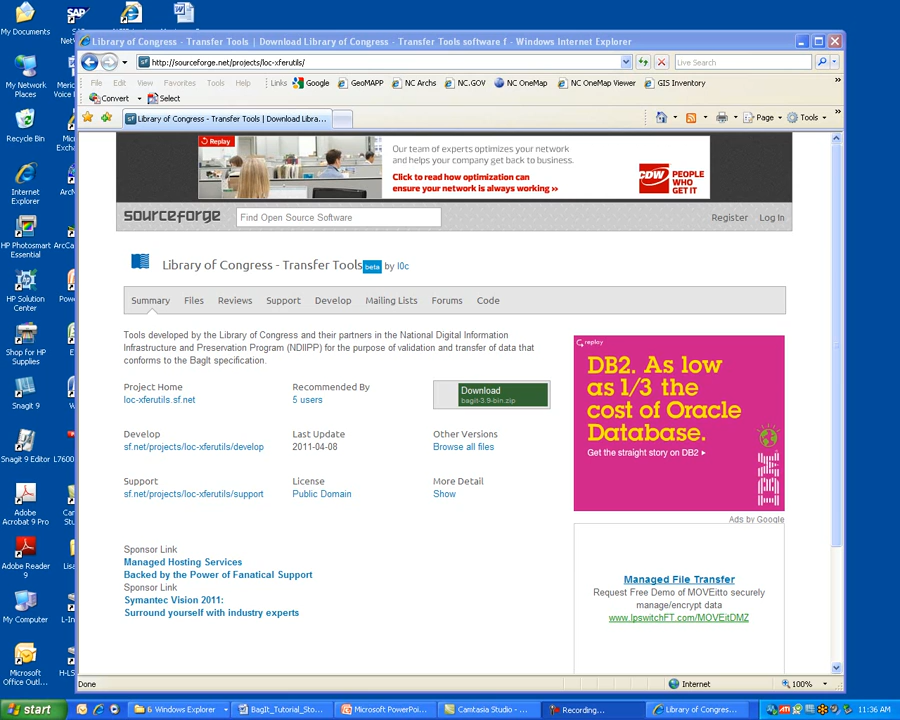 My Documents
SAP
Library of Congress - Transfer Tools | Download Library of Congress - Transfer Tools software f - Windows Internet Explorer
http://sourceforge.net/projects/loc-xferutils/
Live Search
File Edit View Favorites Tools Help Links Google GeoMAPP NC Archs NC.GOV NC OneMap NC OneMap Viewer GIS Inventory
Convert Select
Library of Congress - Transfer Tools | Download Libra...
Page Tools
My Network
Places
Recycle Bin
Internet
Explorer
HP Photosmart
Essential
HP Solution
Center
Shop for HP
Supplies
Snagit 9
Snagit 9 Editor
Adobe
Acrobat 9 Pro
Adobe Reader
9
My Computer
Microsoft
Office Outl...
Replay
Our team of experts optimizes your network
and helps your company get back to business.
Click to read how optimization can
ensure your network is always working »
CDW
PEOPLE
WHO
GET IT
sourceforge
Find Open Source Software
Register Log In
Library of Congress - Transfer Tools beta by l0c
Summary Files Reviews Support Develop Mailing Lists Forums Code
Tools developed by the Library of Congress and their partners in the National Digital Information
Infrastructure and Preservation Program (NDIIPP) for the purpose of validation and transfer of data that
conforms to the BagIt specification.
Project Home
loc-xferutils.sf.net
Recommended By
5 users
Download
bagit-3.9-bin.zip
Develop
sf.net/projects/loc-xferutils/develop
Last Update
2011-04-08
Other Versions
Browse all files
Support
sf.net/projects/loc-xferutils/support
License
Public Domain
More Detail
Show
Sponsor Link
Managed Hosting Services
Backed by the Power of Fanatical Support
Sponsor Link
Symantec Vision 2011:
Surround yourself with industry experts
replay
DB2. As low
as 1/3 the
cost of Oracle
Database.
Get the straight story on DB2
IBM
Ads by Google
Managed File Transfer
Request Free Demo of MOVEitto securely
manage/encrypt data
www.IpswitchFT.com/MOVEitDMZ
Done
Internet
100%
start
6 Windows Explorer
BagIt_Tutorial_Sto...
Microsoft PowerPoi...
Camtasia Studio - ...
Recording...
Library of Congres...
11:36 AM